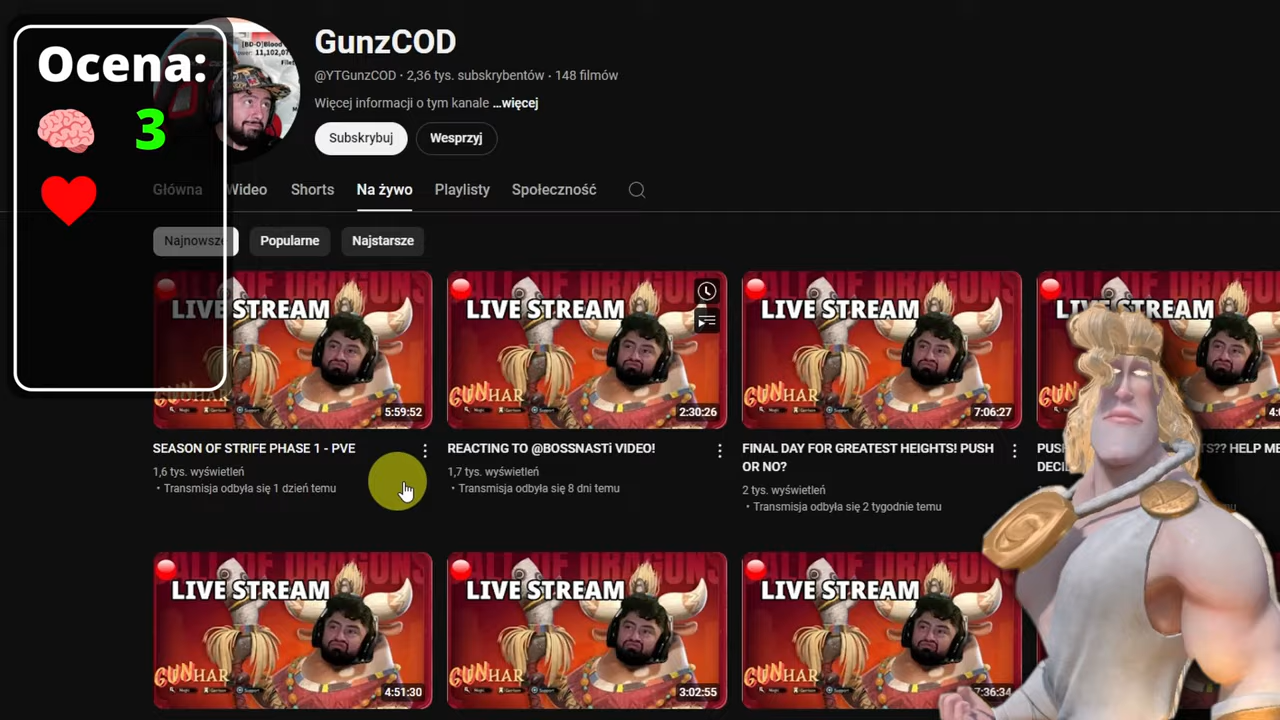 Ocena:
3
GunzCOD
@YTGunzCOD · 2,36 tys. subskrybentów · 148 filmów
Więcej informacji o tym kanale ...więcej
Subskrybuj
Wesprzyj
Główna
Wideo
Shorts
Na żywo
Playlisty
Społeczność
Najnowsze
Popularne
Najstarsze
LIVE STREAM
5:59:52
LIVE STREAM
2:30:26
LIVE STREAM
7:06:27
LIVE STREAM
SEASON OF STRIFE PHASE 1 - PVE
1,6 tys. wyświetleń
• Transmisja odbyła się 1 dzień temu
REACTING TO @BOSSNASTi VIDEO!
1,7 tys. wyświetleń
• Transmisja odbyła się 8 dni temu
FINAL DAY FOR GREATEST HEIGHTS! PUSH
OR NO?
2 tys. wyświetleń
• Transmisja odbyła się 2 tygodnie temu
HELP ME
LIVE STREAM
4:51:30
LIVE STREAM
3:02:55
LIVE STREAM
7:36:34